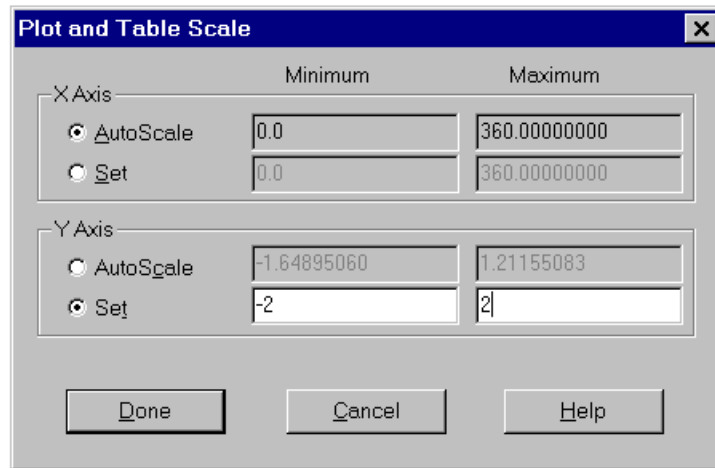 Plot and Table Scale
Minimum Maximum
X Axis
AutoScale 0.0 360.00000000
Set 0.0 360.00000000
Y Axis
AutoScale -1.64895060 1.21155083
Set -2 2
Done Cancel Help